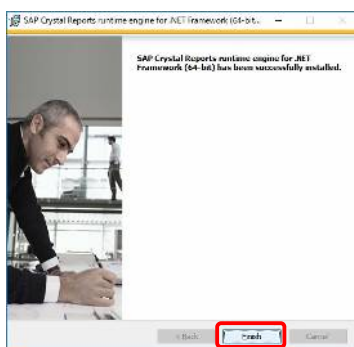 SAP Crystal Reports runtime engine for .NET Framework (64-bit...
SAP Crystal Reports runtime engine for .NET
Framework (64-bit) has been successfully installed.
< Back
Finish
Cancel